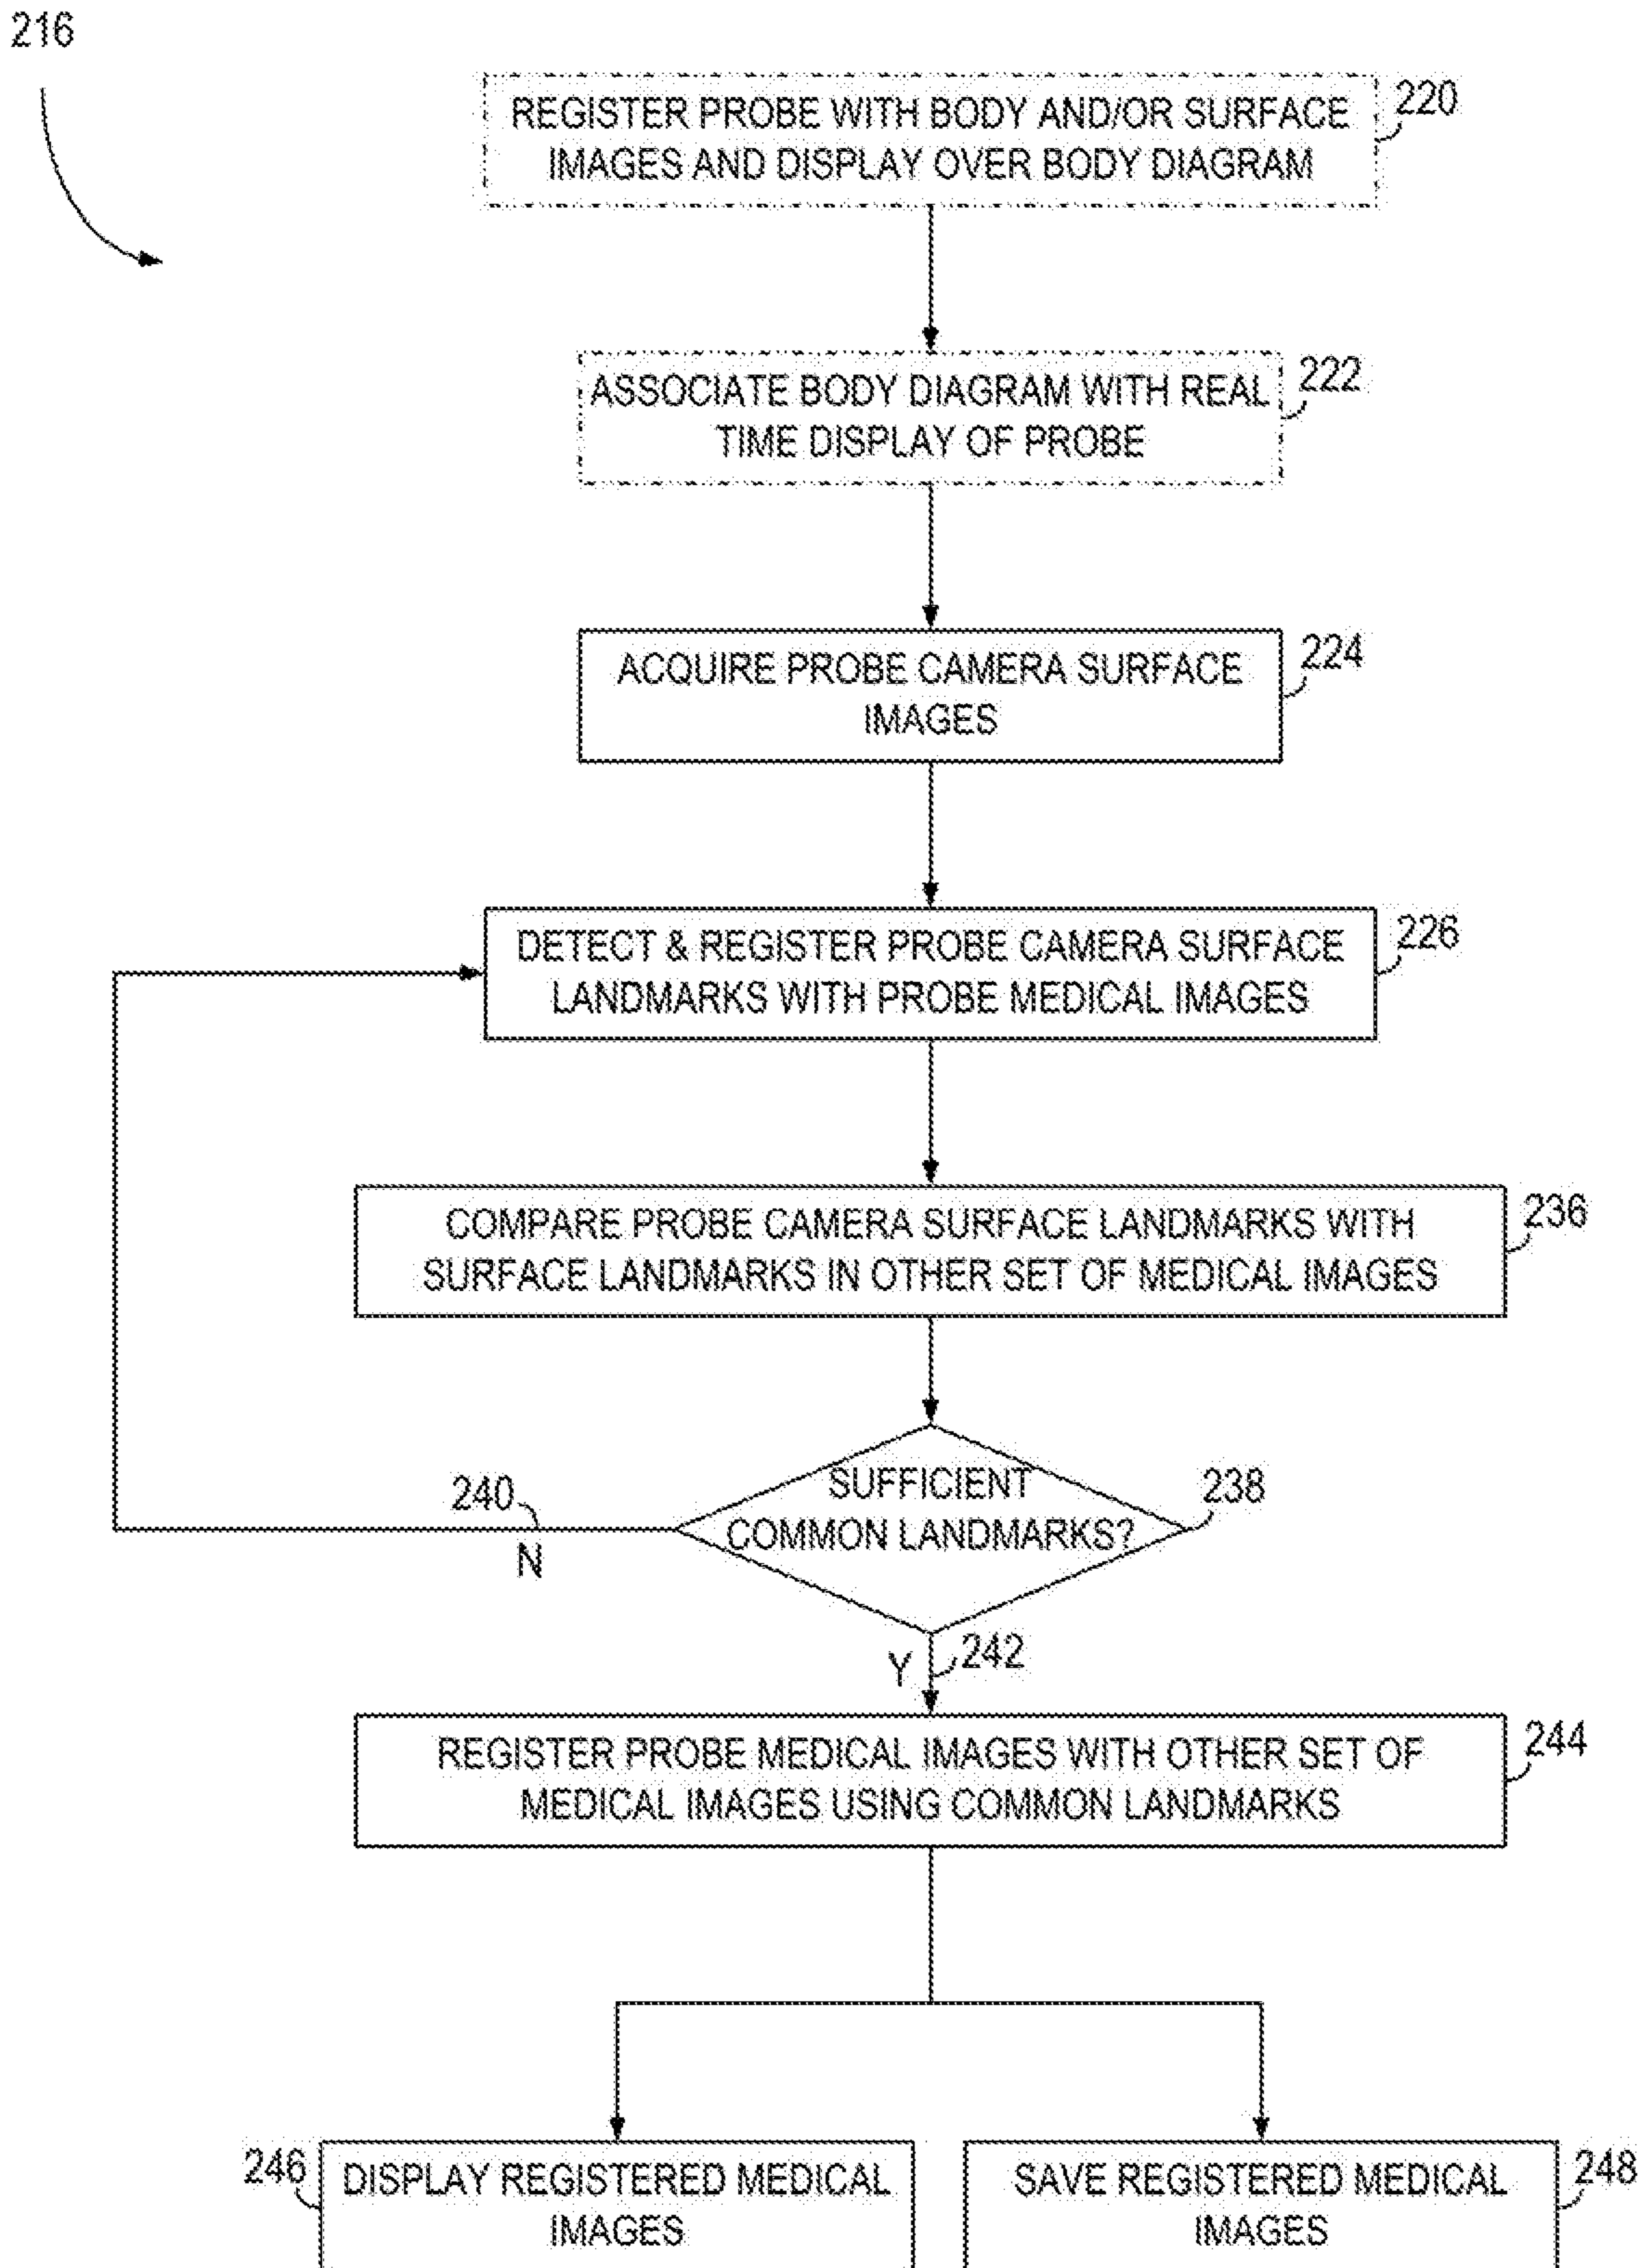 216
REGISTER PROBE WITH BODY AND/OR SURFACE
IMAGES AND DISPLAY OVER BODY DIAGRAM
220
ASSOCIATE BODY DIAGRAM WITH REAL
TIME DISPLAY OF PROBE
222
ACQUIRE PROBE CAMERA SURFACE
IMAGES
224
DETECT & REGISTER PROBE CAMERA SURFACE
LANDMARKS WITH PROBE MEDICAL IMAGES
226
COMPARE PROBE CAMERA SURFACE LANDMARKS WITH
SURFACE LANDMARKS IN OTHER SET OF MEDICAL IMAGES
236
SUFFICIENT
COMMON LANDMARKS?
238
240
N
Y
242
REGISTER PROBE MEDICAL IMAGES WITH OTHER SET OF
MEDICAL IMAGES USING COMMON LANDMARKS
244
246
DISPLAY REGISTERED MEDICAL
IMAGES
SAVE REGISTERED MEDICAL
IMAGES
248